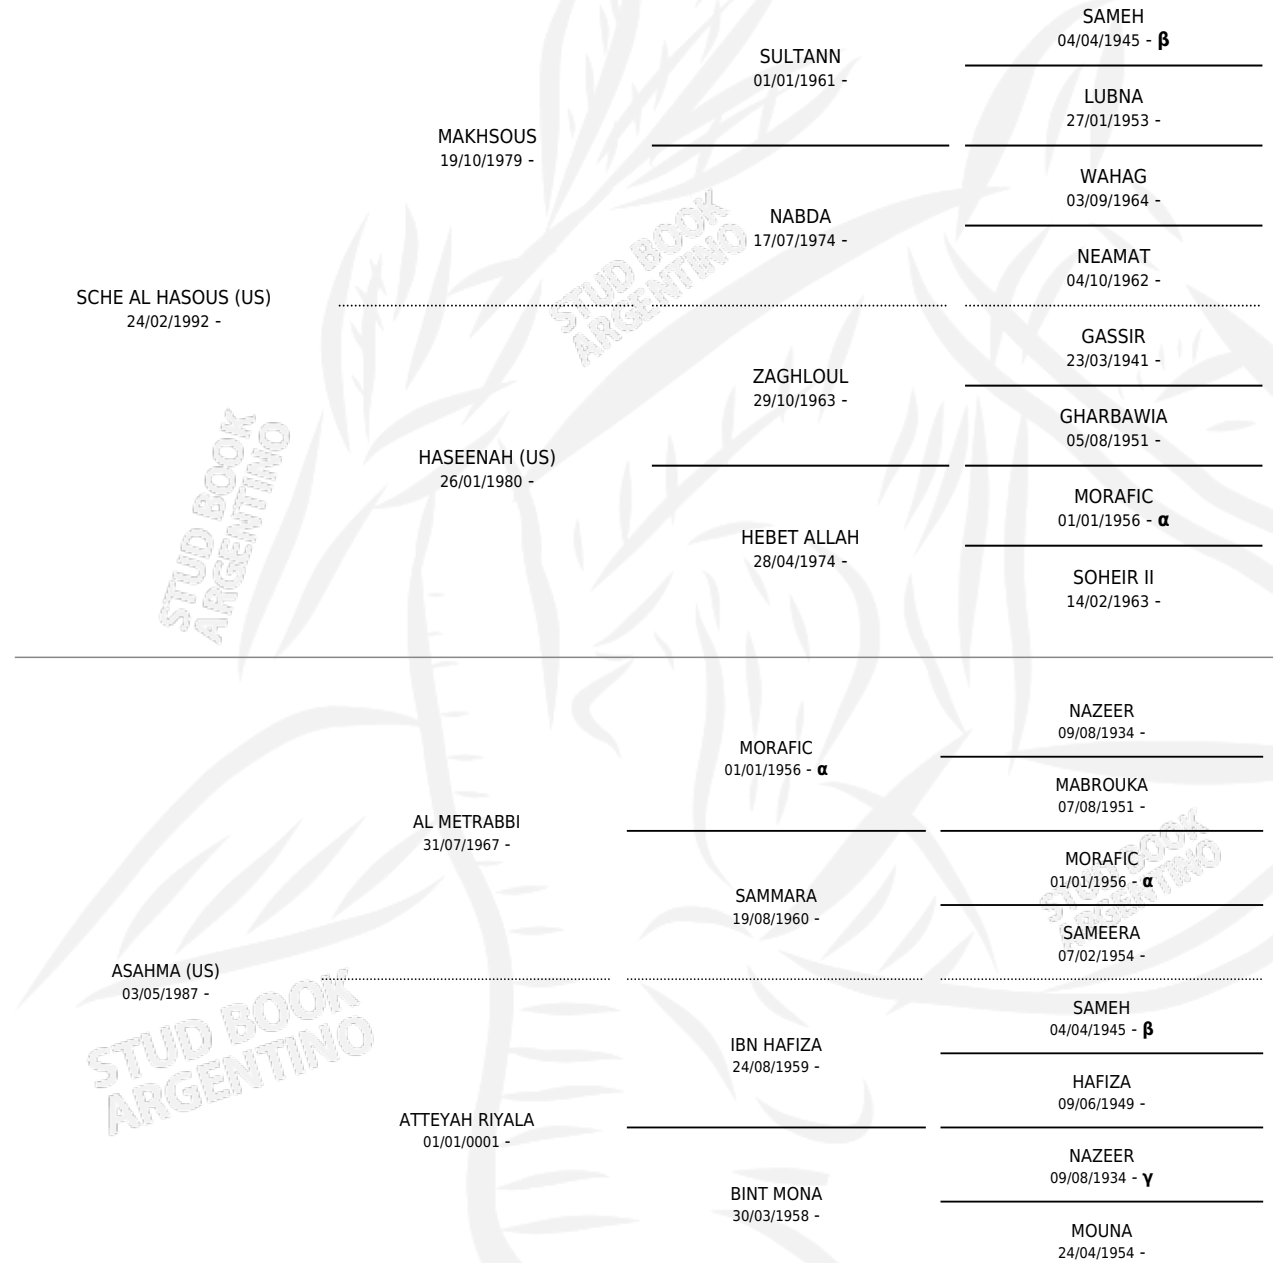 SAMEH
04/04/1945 - β
SULTANN
01/01/1961 -
LUBNA
27/01/1953 -
MAKHSOUS
19/10/1979 -
WAHAG
03/09/1964 -
NABDA
17/07/1974 -
NEAMAT
04/10/1962 -
SCHE AL HASOUS (US)
24/02/1992 -
GASSIR
23/03/1941 -
ZAGHLOUL
29/10/1963 -
GHARBAWIA
05/08/1951 -
HASEENAH (US)
26/01/1980 -
MORAFIC
01/01/1956 - α
HEBET ALLAH
28/04/1974 -
SOHEIR II
14/02/1963 -
NAZEER
09/08/1934 -
MORAFIC
01/01/1956 - α
MABROUKA
07/08/1951 -
AL METRABBI
31/07/1967 -
MORAFIC
01/01/1956 - α
SAMMARA
19/08/1960 -
SAMEERA
07/02/1954 -
ASAHMA (US)
03/05/1987 -
SAMEH
04/04/1945 - β
IBN HAFIZA
24/08/1959 -
HAFIZA
09/06/1949 -
ATTEYAH RIYALA
01/01/0001 -
NAZEER
09/08/1934 - γ
BINT MONA
30/03/1958 -
MOUNA
24/04/1954 -
STUD BOOK
ARGENTINO
STUD BOOK
ARGENTINO
STUD BOOK
ARGENTINO
STUD BOOK
ARGENTINO